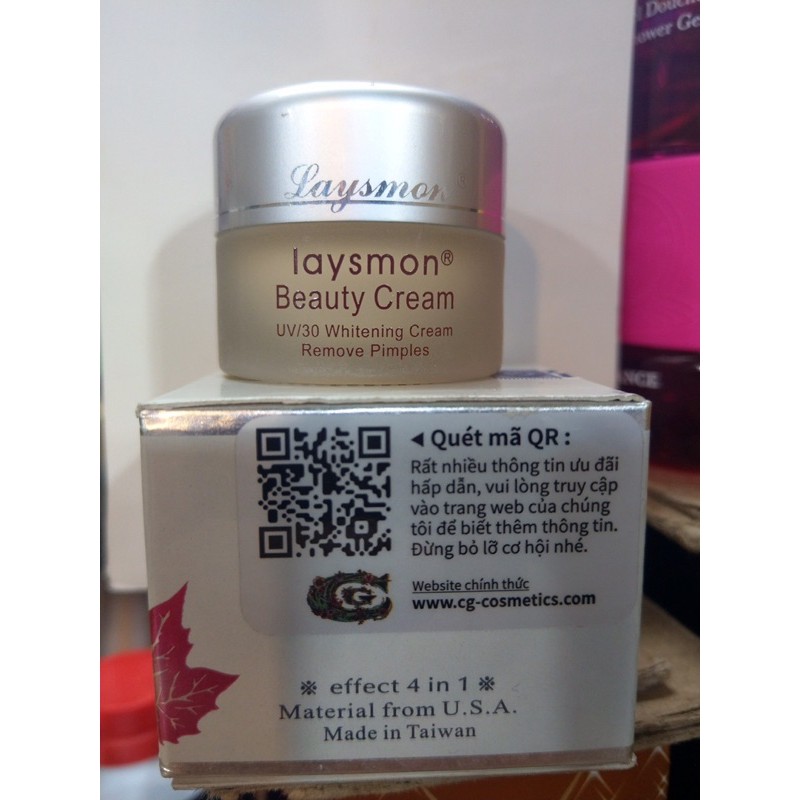 Laysmon
laysmon®
Beauty Cream
UV/30 Whitening Cream
Remove Pimples
◄ Quét mã QR :
Rất nhiều thông tin ưu đãi
hấp dẫn, vui lòng truy cập
vào trang web của chúng
tôi để biết thêm thông tin.
Đừng bỏ lỡ cơ hội nhé.
Website chính thức
www.cg-cosmetics.com
CG
※ effect 4 in 1 ※
Material from U.S.A.
Made in Taiwan